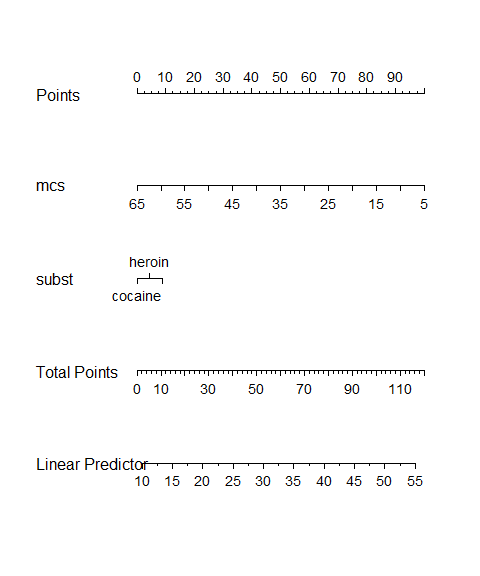 0 10 20 30 40 50 60 70 80 90
Points
mcs
65 55 45 35 25 15 5
heroin
subst
cocaine
Total Points
0 10 30 50 70 90 110
Linear Predictor
10 15 20 25 30 35 40 45 50 55